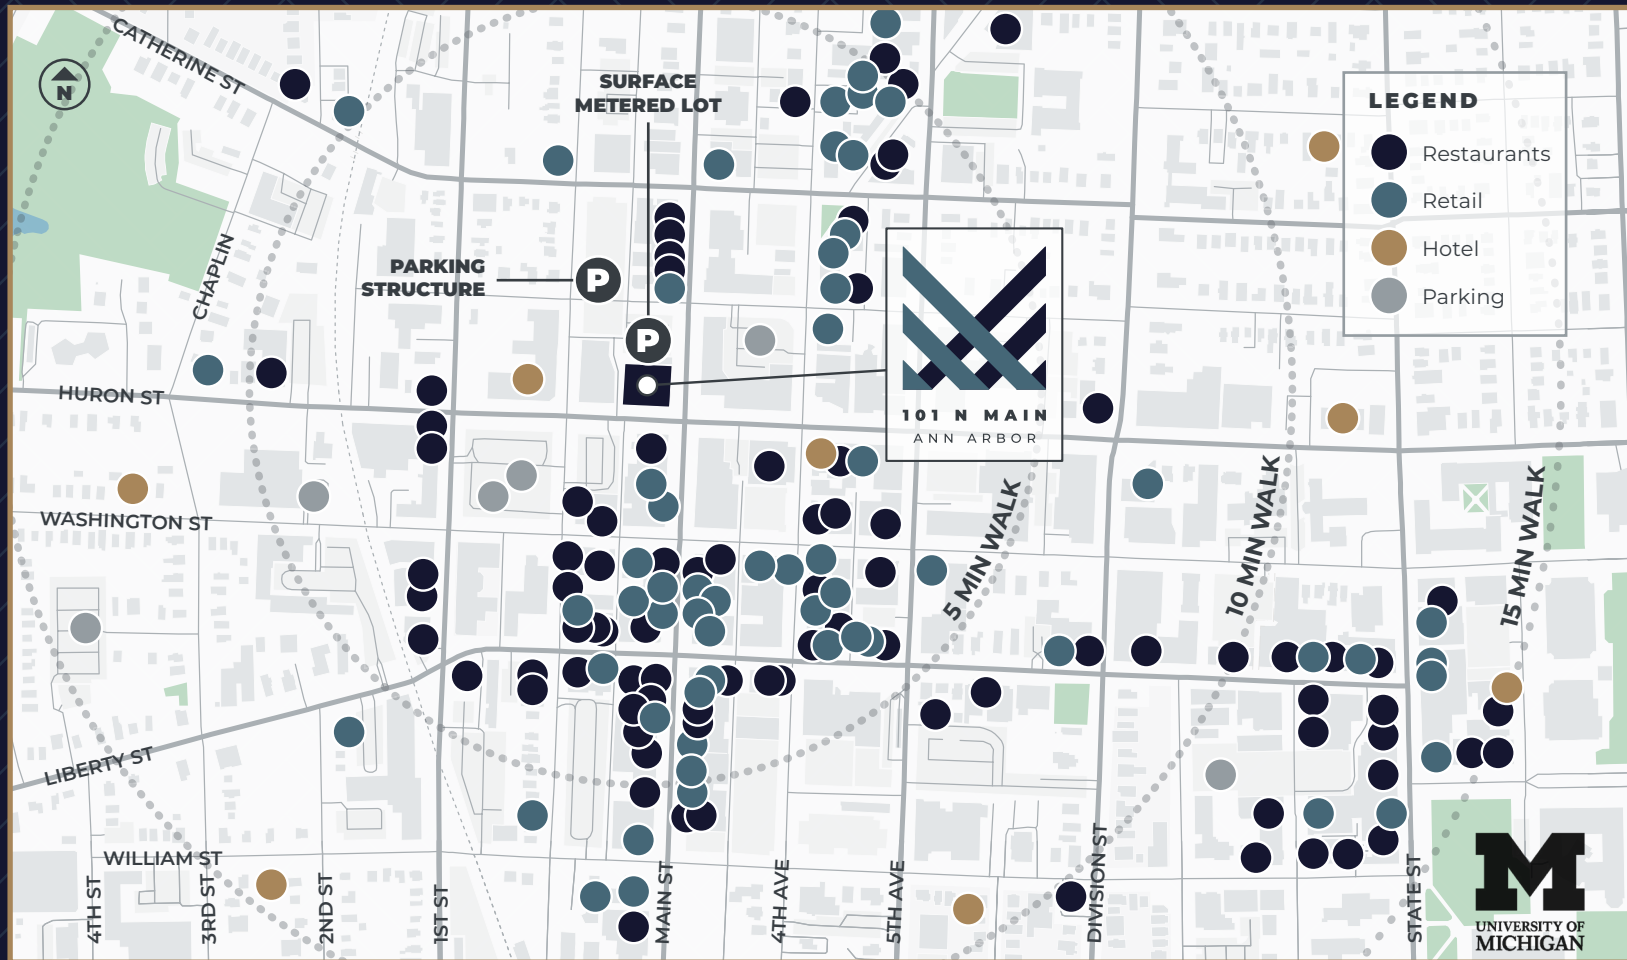 CATHERINE ST
N
SURFACE
METERED LOT
LEGEND
Restaurants
Retail
Hotel
Parking
CHAPLIN
PARKING
STRUCTURE
P
P
101 N MAIN
ANN ARBOR
HURON ST
WASHINGTON ST
5 MIN WALK
10 MIN WALK
15 MIN WALK
LIBERTY ST
WILLIAM ST
4TH ST
3RD ST
2ND ST
1ST ST
MAIN ST
4TH AVE
5TH AVE
DIVISION ST
STATE ST
M
UNIVERSITY OF
MICHIGAN